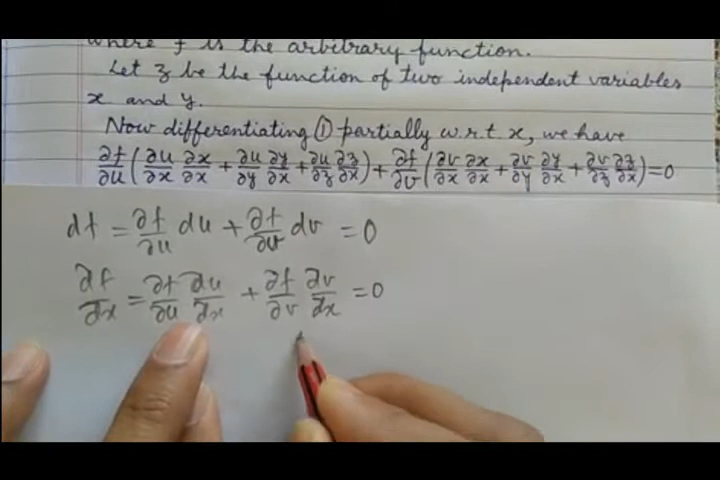 where f is the arbitrary function.
Let z be the function of two independent variables
x and y.
Now differentiating ① partially w.r.t x, we have
∂f/∂u (∂u/∂x ∂x/∂x + ∂u/∂y ∂y/∂x + ∂u/∂z ∂z/∂x) + ∂f/∂v (∂v/∂x ∂x/∂x + ∂v/∂y ∂y/∂x + ∂v/∂z ∂z/∂x) = 0
df = ∂f/∂u du + ∂f/∂v dv = 0
∂f/∂x = ∂f/∂u ∂u/∂x + ∂f/∂v ∂v/∂x = 0